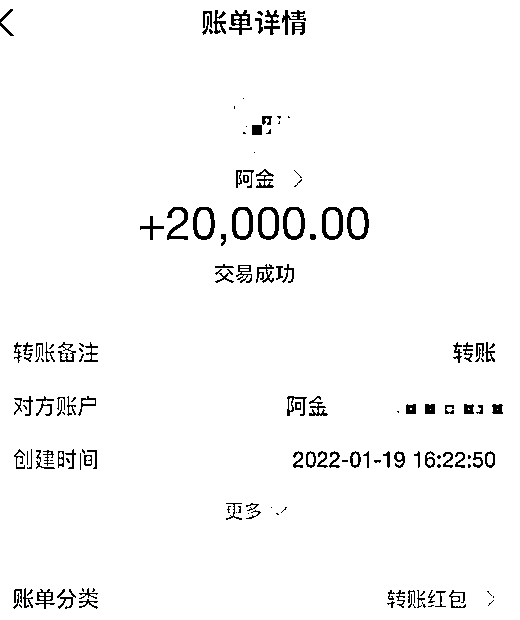 账单详情
阿金
+20,000.00
交易成功
转账备注 转账
对方账户 阿金
创建时间 2022-01-19 16:22:50
更多
账单分类 转账红包